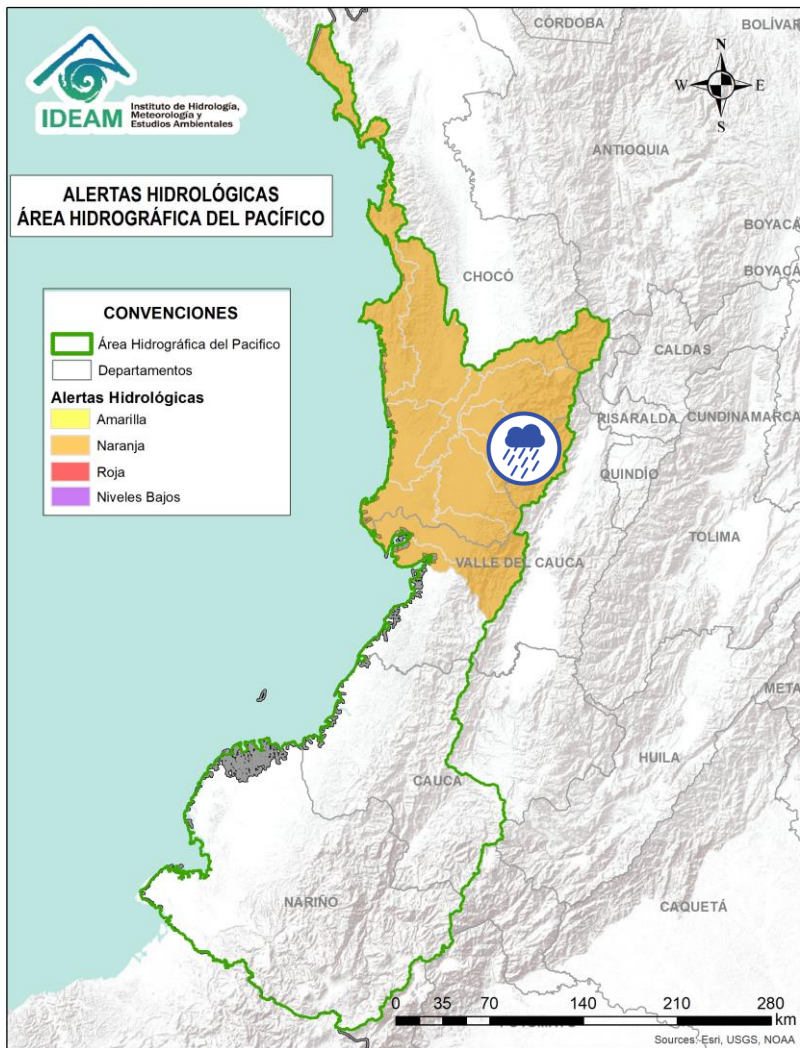 CÓRDOBA
BOLÍVAR
N
W
E
S
IDEAM
Instituto de Hidrología,
Meteorología y
Estudios Ambientales
ANTIOQUIA
ALERTAS HIDROLÓGICAS
ÁREA HIDROGRÁFICA DEL PACÍFICO
BOYACÁ
BOYACÁ
CHOCÓ
CONVENCIONES
Área Hidrográfica del Pacifico
Departamentos
Alertas Hidrológicas
Amarilla
Naranja
Roja
Niveles Bajos
CALDAS
RISARALDA
CUNDINAMARCA
QUINDÍO
TOLIMA
VALLE DEL CAUCA
META
HUILA
CAUCA
NARIÑO
CAQUETÁ
0 35 70 140 210 280
km
Sources: Esri, USGS, NOAA